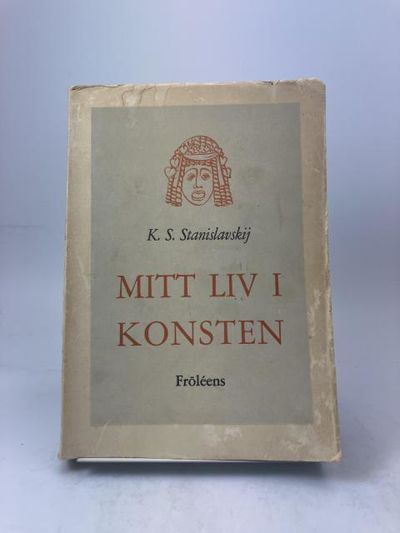 K. S. Stanislavskij
MITT LIV I
KONSTEN
Fröléens